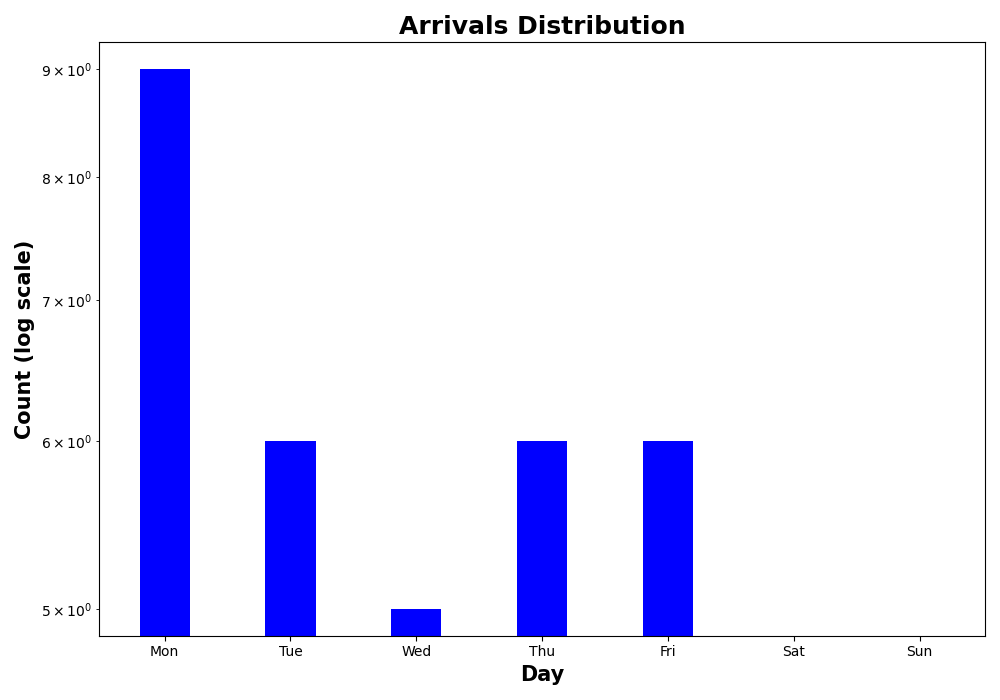 Arrivals Distribution
Count (log scale)
9 × 10⁰
8 × 10⁰
7 × 10⁰
6 × 10⁰
5 × 10⁰
Mon Tue Wed Thu Fri Sat Sun
Day